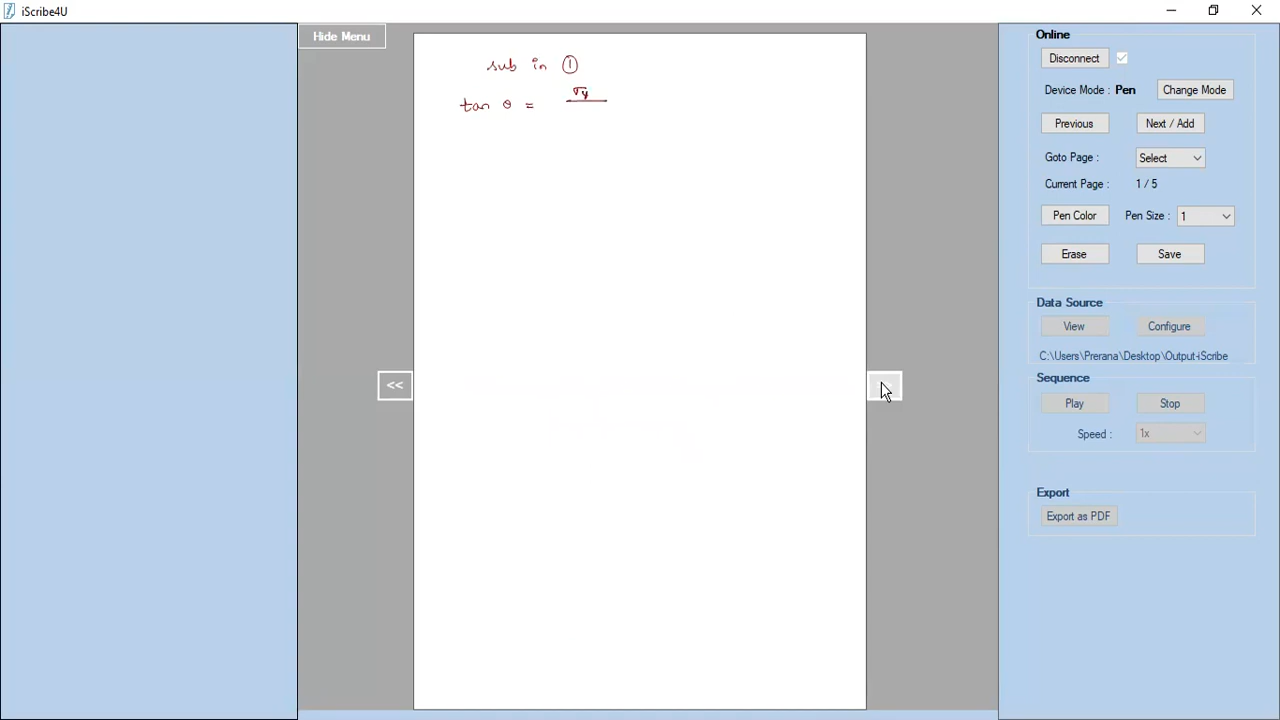 iScribe4U
Hide Menu
sub in ①
tan θ =
<<
Online
Disconnect
Device Mode : Pen
Change Mode
Previous
Next / Add
Goto Page :
Select
Current Page :
1 / 5
Pen Color
Pen Size :
1
Erase
Save
Data Source
View
Configure
C:\Users\Prerana\Desktop\Output-iScribe
Sequence
Play
Stop
Speed :
1x
Export
Export as PDF